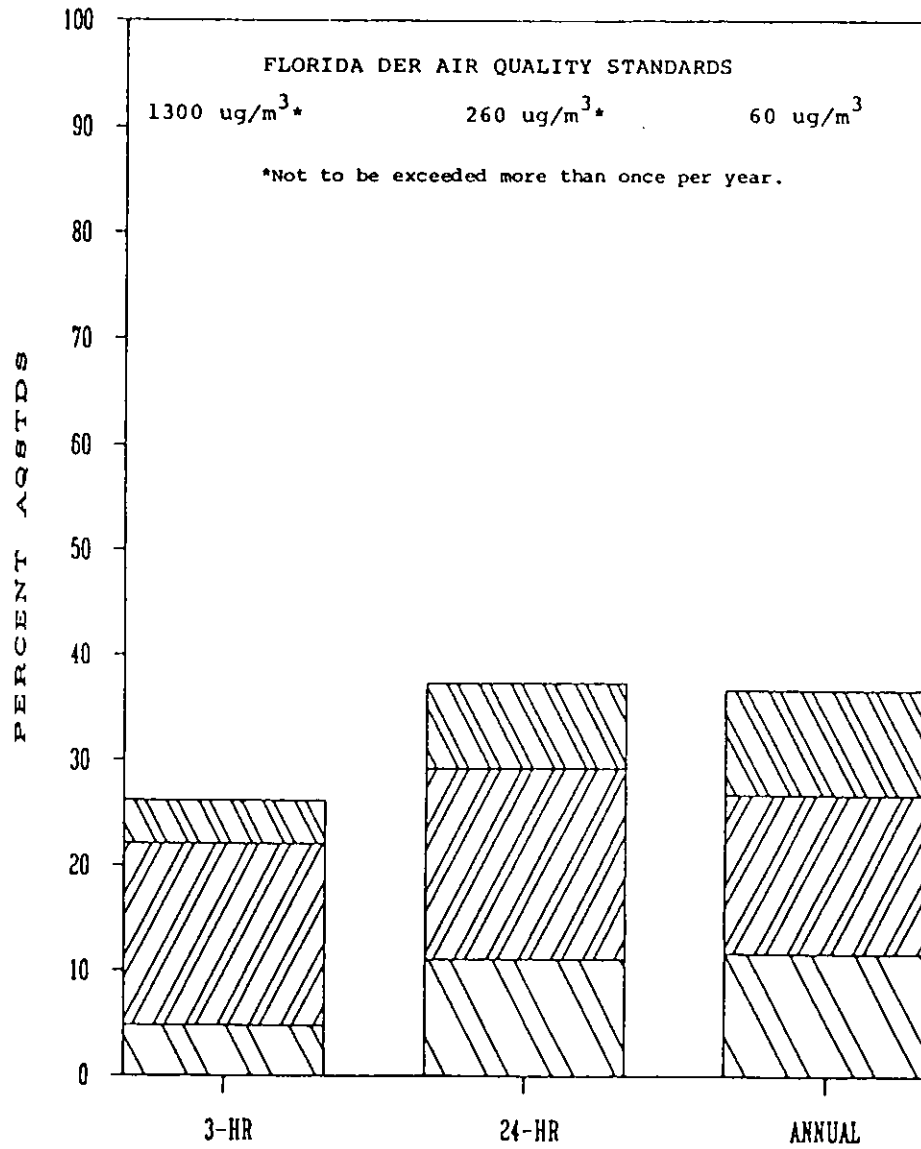 100
90
80
70
60
50
40
30
20
10
0
PERCENT AQSTDS
FLORIDA DER AIR QUALITY STANDARDS
1300 ug/m³* 260 ug/m³* 60 ug/m³
*Not to be exceeded more than once per year.
3-HR 24-HR ANNUAL